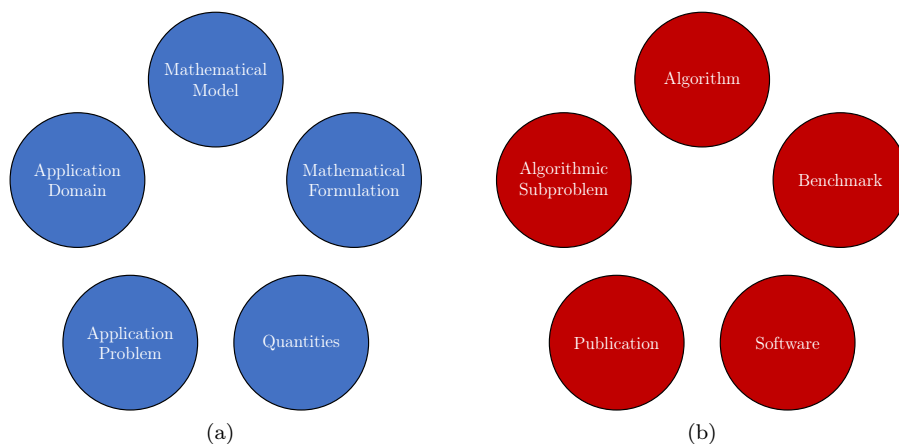 Mathematical
Model
Application
Domain
Mathematical
Formulation
Application
Problem
Quantities
(a)
Algorithm
Algorithmic
Subproblem
Benchmark
Publication
Software
(b)